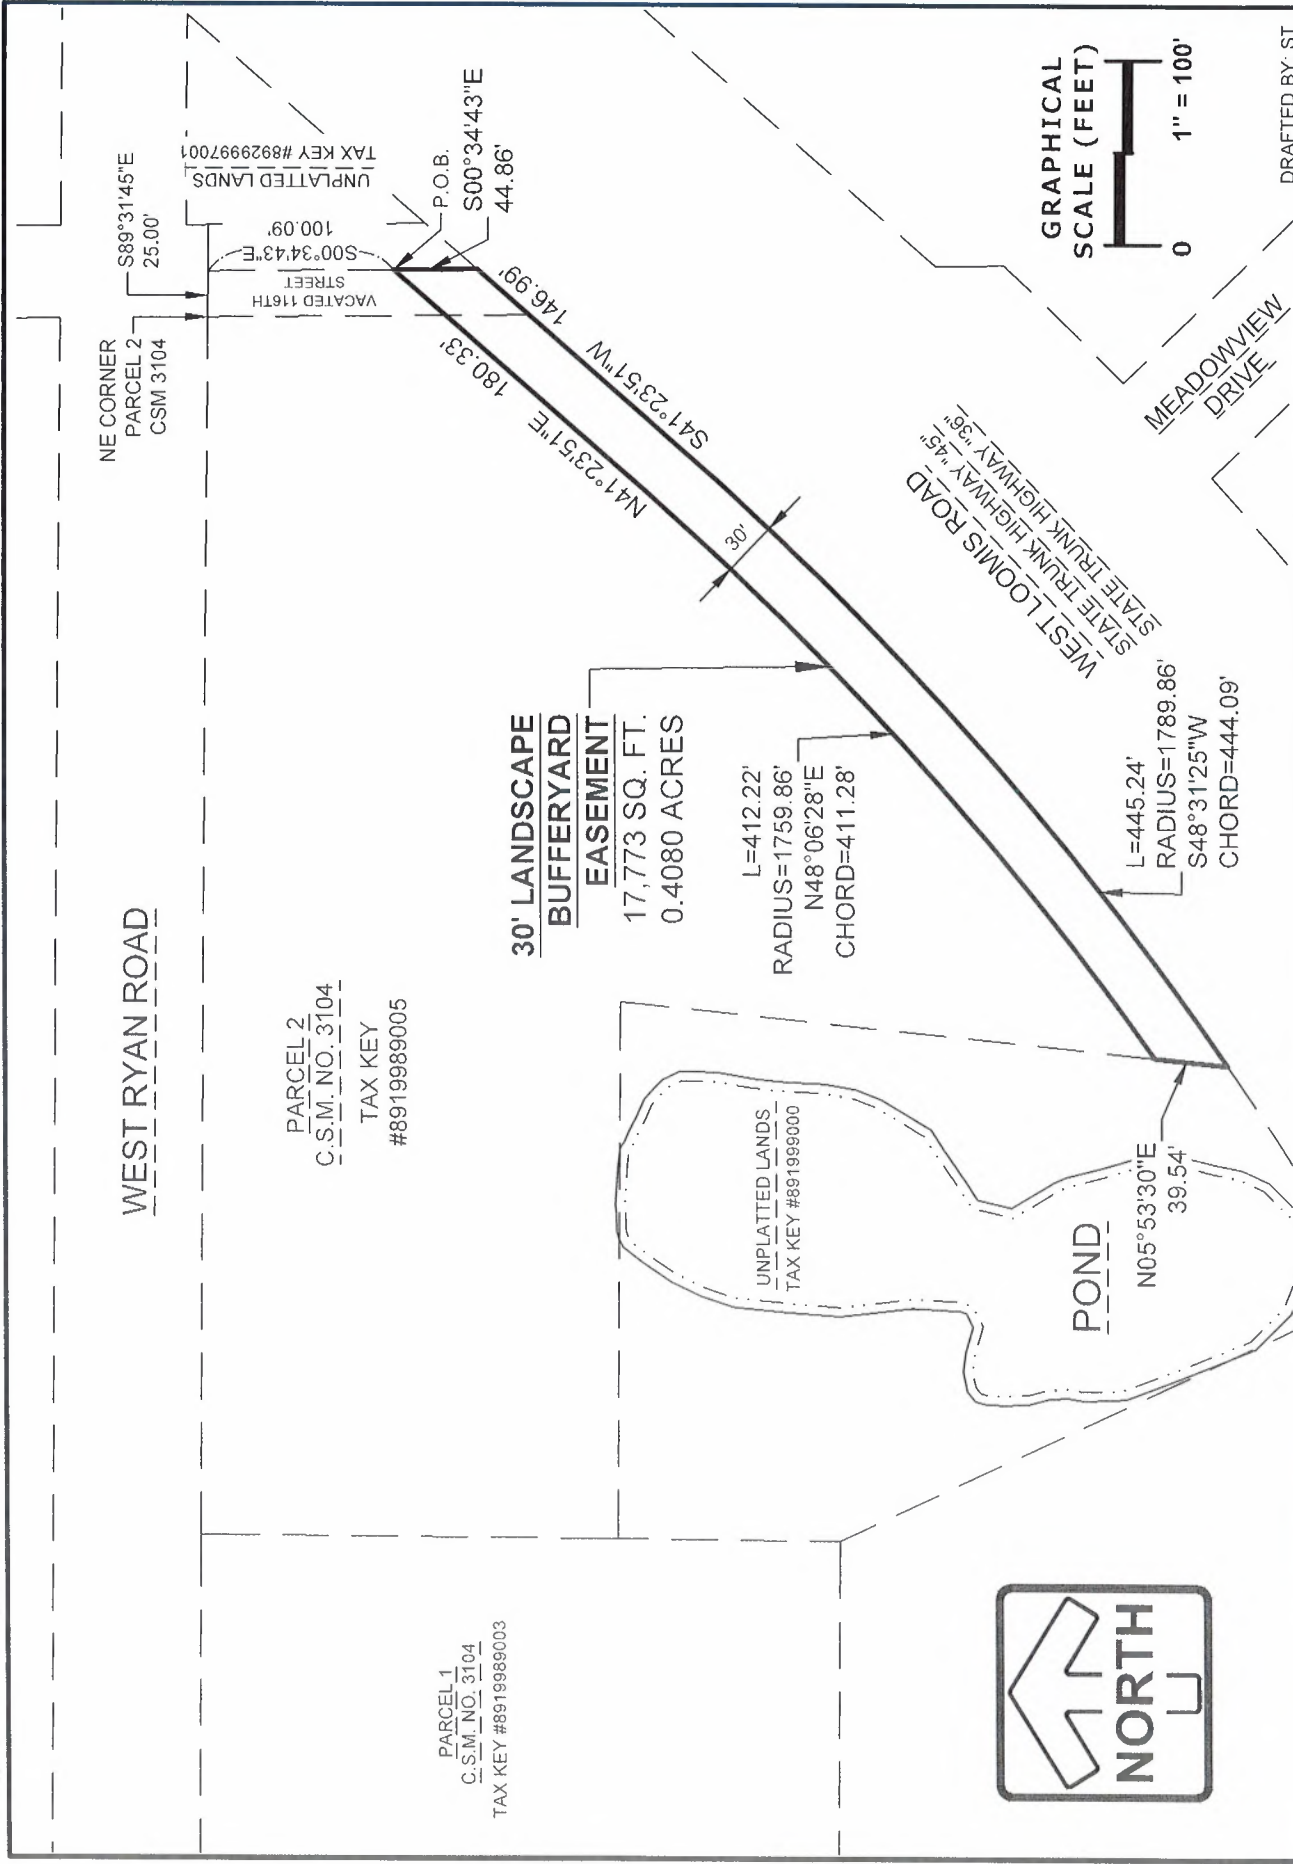 WEST RYAN ROAD
NE CORNER
PARCEL 2
CSM 3104
S89°31'45"E
25.00'
VACATED 116TH
STREET
S00°34'43"E
100.09'
UNPLATTED LANDS
TAX KEY #8929997001
P.O.B.
S00°34'43"E
44.86'
PARCEL 2
C.S.M. NO. 3104
TAX KEY
#8919989005
180.33'
N41°23'51"E
146.99'
S41°23'51"W
30'
30' LANDSCAPE
BUFFERYARD
EASEMENT
17,773 SQ. FT.
0.4080 ACRES
L=412.22'
RADIUS=1759.86'
N48°06'28"E
CHORD=411.28'
WEST LOOMIS ROAD
STATE TRUNK HIGHWAY "45"
STATE TRUNK HIGHWAY "36"
L=445.24'
RADIUS=1789.86'
S48°31'25"W
CHORD=444.09'
MEADOWVIEW
DRIVE
UNPLATTED LANDS
TAX KEY #891999000
POND
N05°53'30"E
39.54'
PARCEL 1
C.S.M. NO. 3104
TAX KEY #8919989003
NORTH
GRAPHICAL
SCALE (FEET)
0
1" = 100'
DRAFTED BY: ST